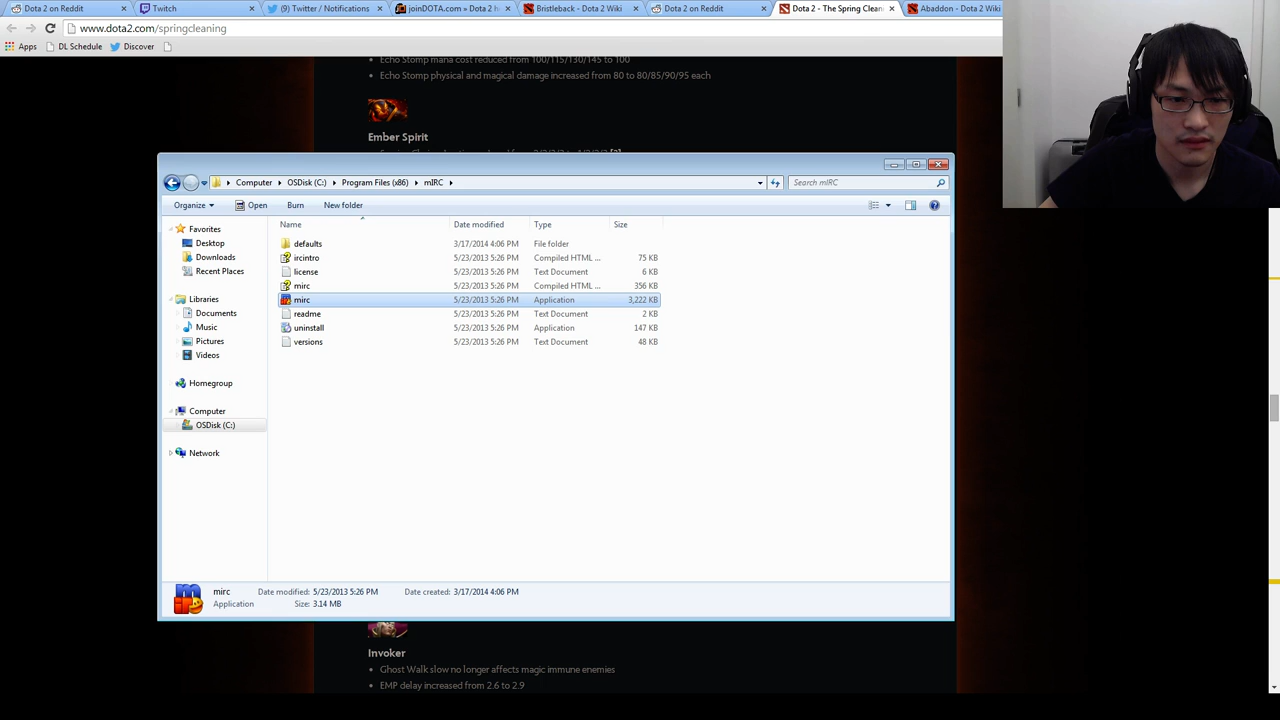 Dota 2 on Reddit
Twitch
(9) Twitter / Notifications
joinDOTA.com » Dota 2 h
Bristleback - Dota 2 Wiki
Dota 2 on Reddit
Dota 2 - The Spring Clean
Abaddon - Dota 2 Wiki
www.dota2.com/springcleaning
Apps
DL Schedule
Discover
Echo Stomp mana cost reduced from 100/115/130/145 to 100
Echo Stomp physical and magical damage increased from 80 to 80/85/90/95 each
Ember Spirit
Computer
OSDisk (C:)
Program Files (x86)
mIRC
Search mIRC
Organize
Open
Burn
New folder
Favorites
Desktop
Downloads
Recent Places
Libraries
Documents
Music
Pictures
Videos
Homegroup
Computer
OSDisk (C:)
Network
Name Date modified Type Size
defaults 3/17/2014 4:06 PM File folder
ircintro 5/23/2013 5:26 PM Compiled HTML ... 75 KB
license 5/23/2013 5:26 PM Text Document 6 KB
mirc 5/23/2013 5:26 PM Compiled HTML ... 356 KB
mirc 5/23/2013 5:26 PM Application 3,222 KB
readme 5/23/2013 5:26 PM Text Document 2 KB
uninstall 5/23/2013 5:26 PM Application 147 KB
versions 5/23/2013 5:26 PM Text Document 48 KB
mirc Date modified: 5/23/2013 5:26 PM Date created: 3/17/2014 4:06 PM
Application Size: 3.14 MB
Invoker
Ghost Walk slow no longer affects magic immune enemies
EMP delay increased from 2.6 to 2.9